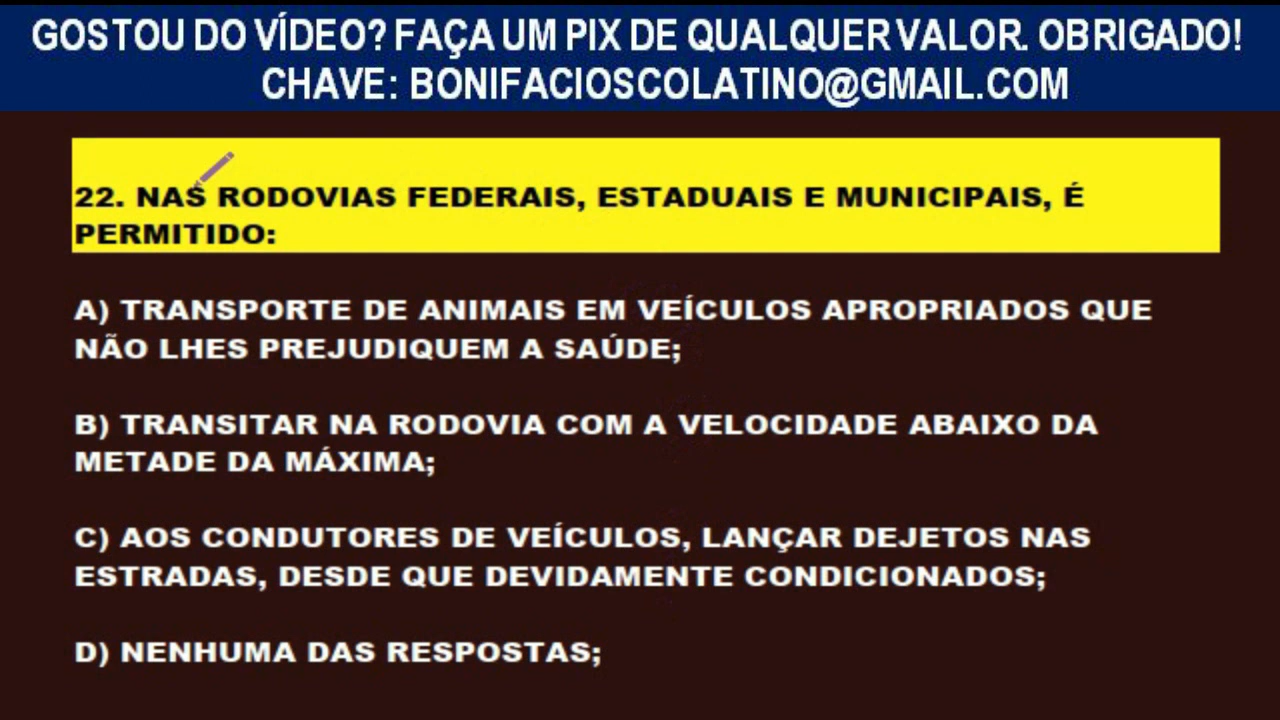 GOSTOU DO VÍDEO? FAÇA UM PIX DE QUALQUER VALOR. OBRIGADO!
CHAVE: BONIFACIOSCOLATINO@GMAIL.COM
22. NAS RODOVIAS FEDERAIS, ESTADUAIS E MUNICIPAIS, É
PERMITIDO:
A) TRANSPORTE DE ANIMAIS EM VEÍCULOS APROPRIADOS QUE
NÃO LHES PREJUDIQUEM A SAÚDE;
B) TRANSITAR NA RODOVIA COM A VELOCIDADE ABAIXO DA
METADE DA MÁXIMA;
C) AOS CONDUTORES DE VEÍCULOS, LANÇAR DEJETOS NAS
ESTRADAS, DESDE QUE DEVIDAMENTE CONDICIONADOS;
D) NENHUMA DAS RESPOSTAS;